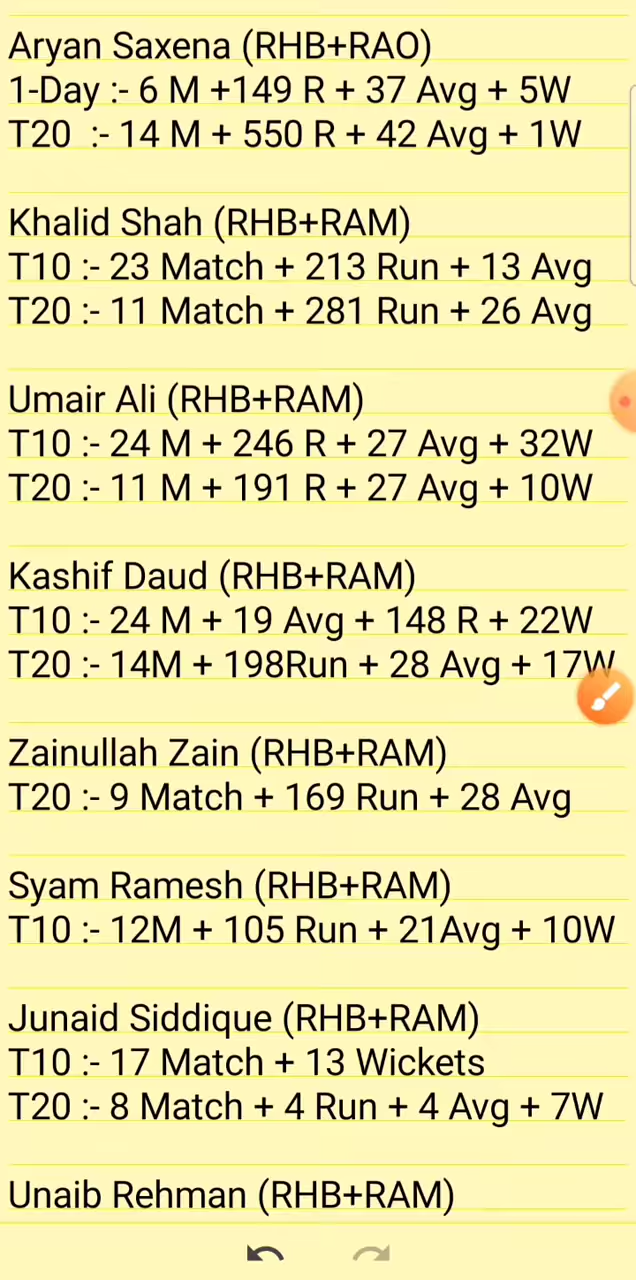 Aryan Saxena (RHB+RAO)
1-Day :- 6 M +149 R + 37 Avg + 5W
T20  :- 14 M + 550 R + 42 Avg + 1W
Khalid Shah (RHB+RAM)
T10 :- 23 Match + 213 Run + 13 Avg
T20 :- 11 Match + 281 Run + 26 Avg
Umair Ali (RHB+RAM)
T10 :- 24 M + 246 R + 27 Avg + 32W
T20 :- 11 M + 191 R + 27 Avg + 10W
Kashif Daud (RHB+RAM)
T10 :- 24 M + 19 Avg + 148 R + 22W
T20 :- 14M + 198Run + 28 Avg + 17W
Zainullah Zain (RHB+RAM)
T20 :- 9 Match + 169 Run + 28 Avg
Syam Ramesh (RHB+RAM)
T10 :- 12M + 105 Run + 21Avg + 10W
Junaid Siddique (RHB+RAM)
T10 :- 17 Match + 13 Wickets
T20 :- 8 Match + 4 Run + 4 Avg + 7W
Unaib Rehman (RHB+RAM)